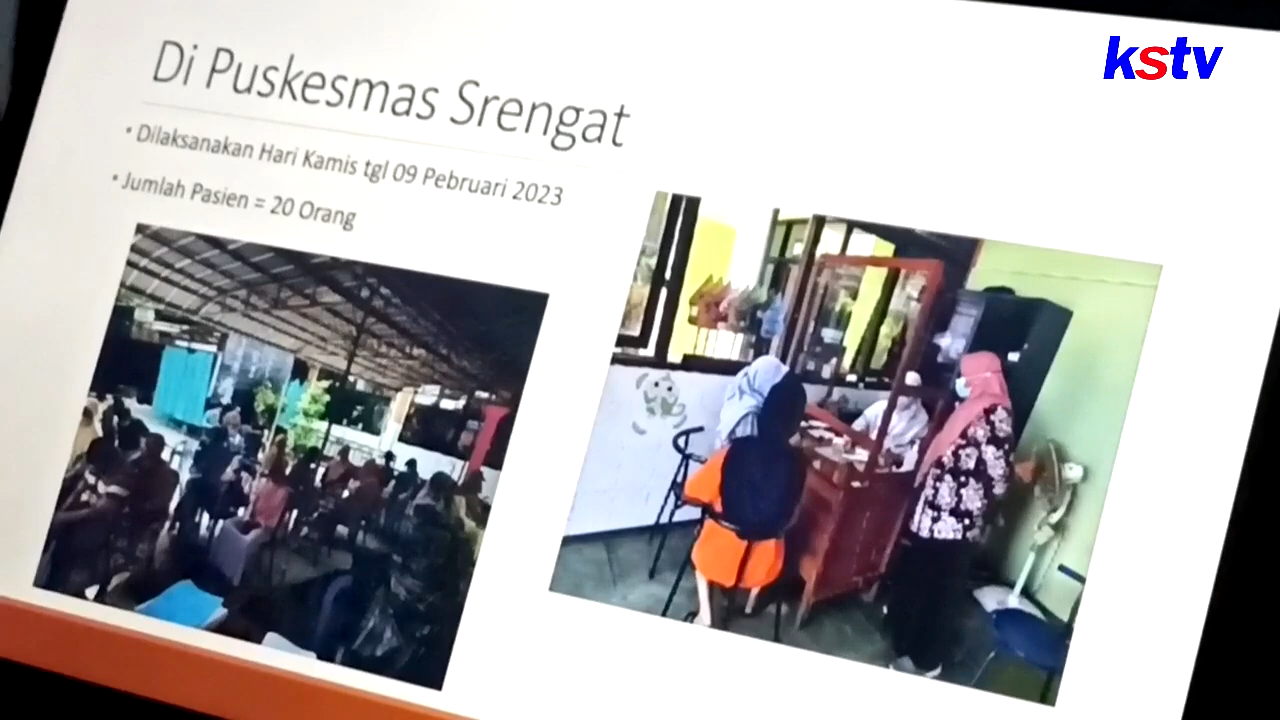 kstv
Di Puskesmas Srengat
• Dilaksanakan Hari Kamis tgl 09 Pebruari 2023
• Jumlah Pasien = 20 Orang